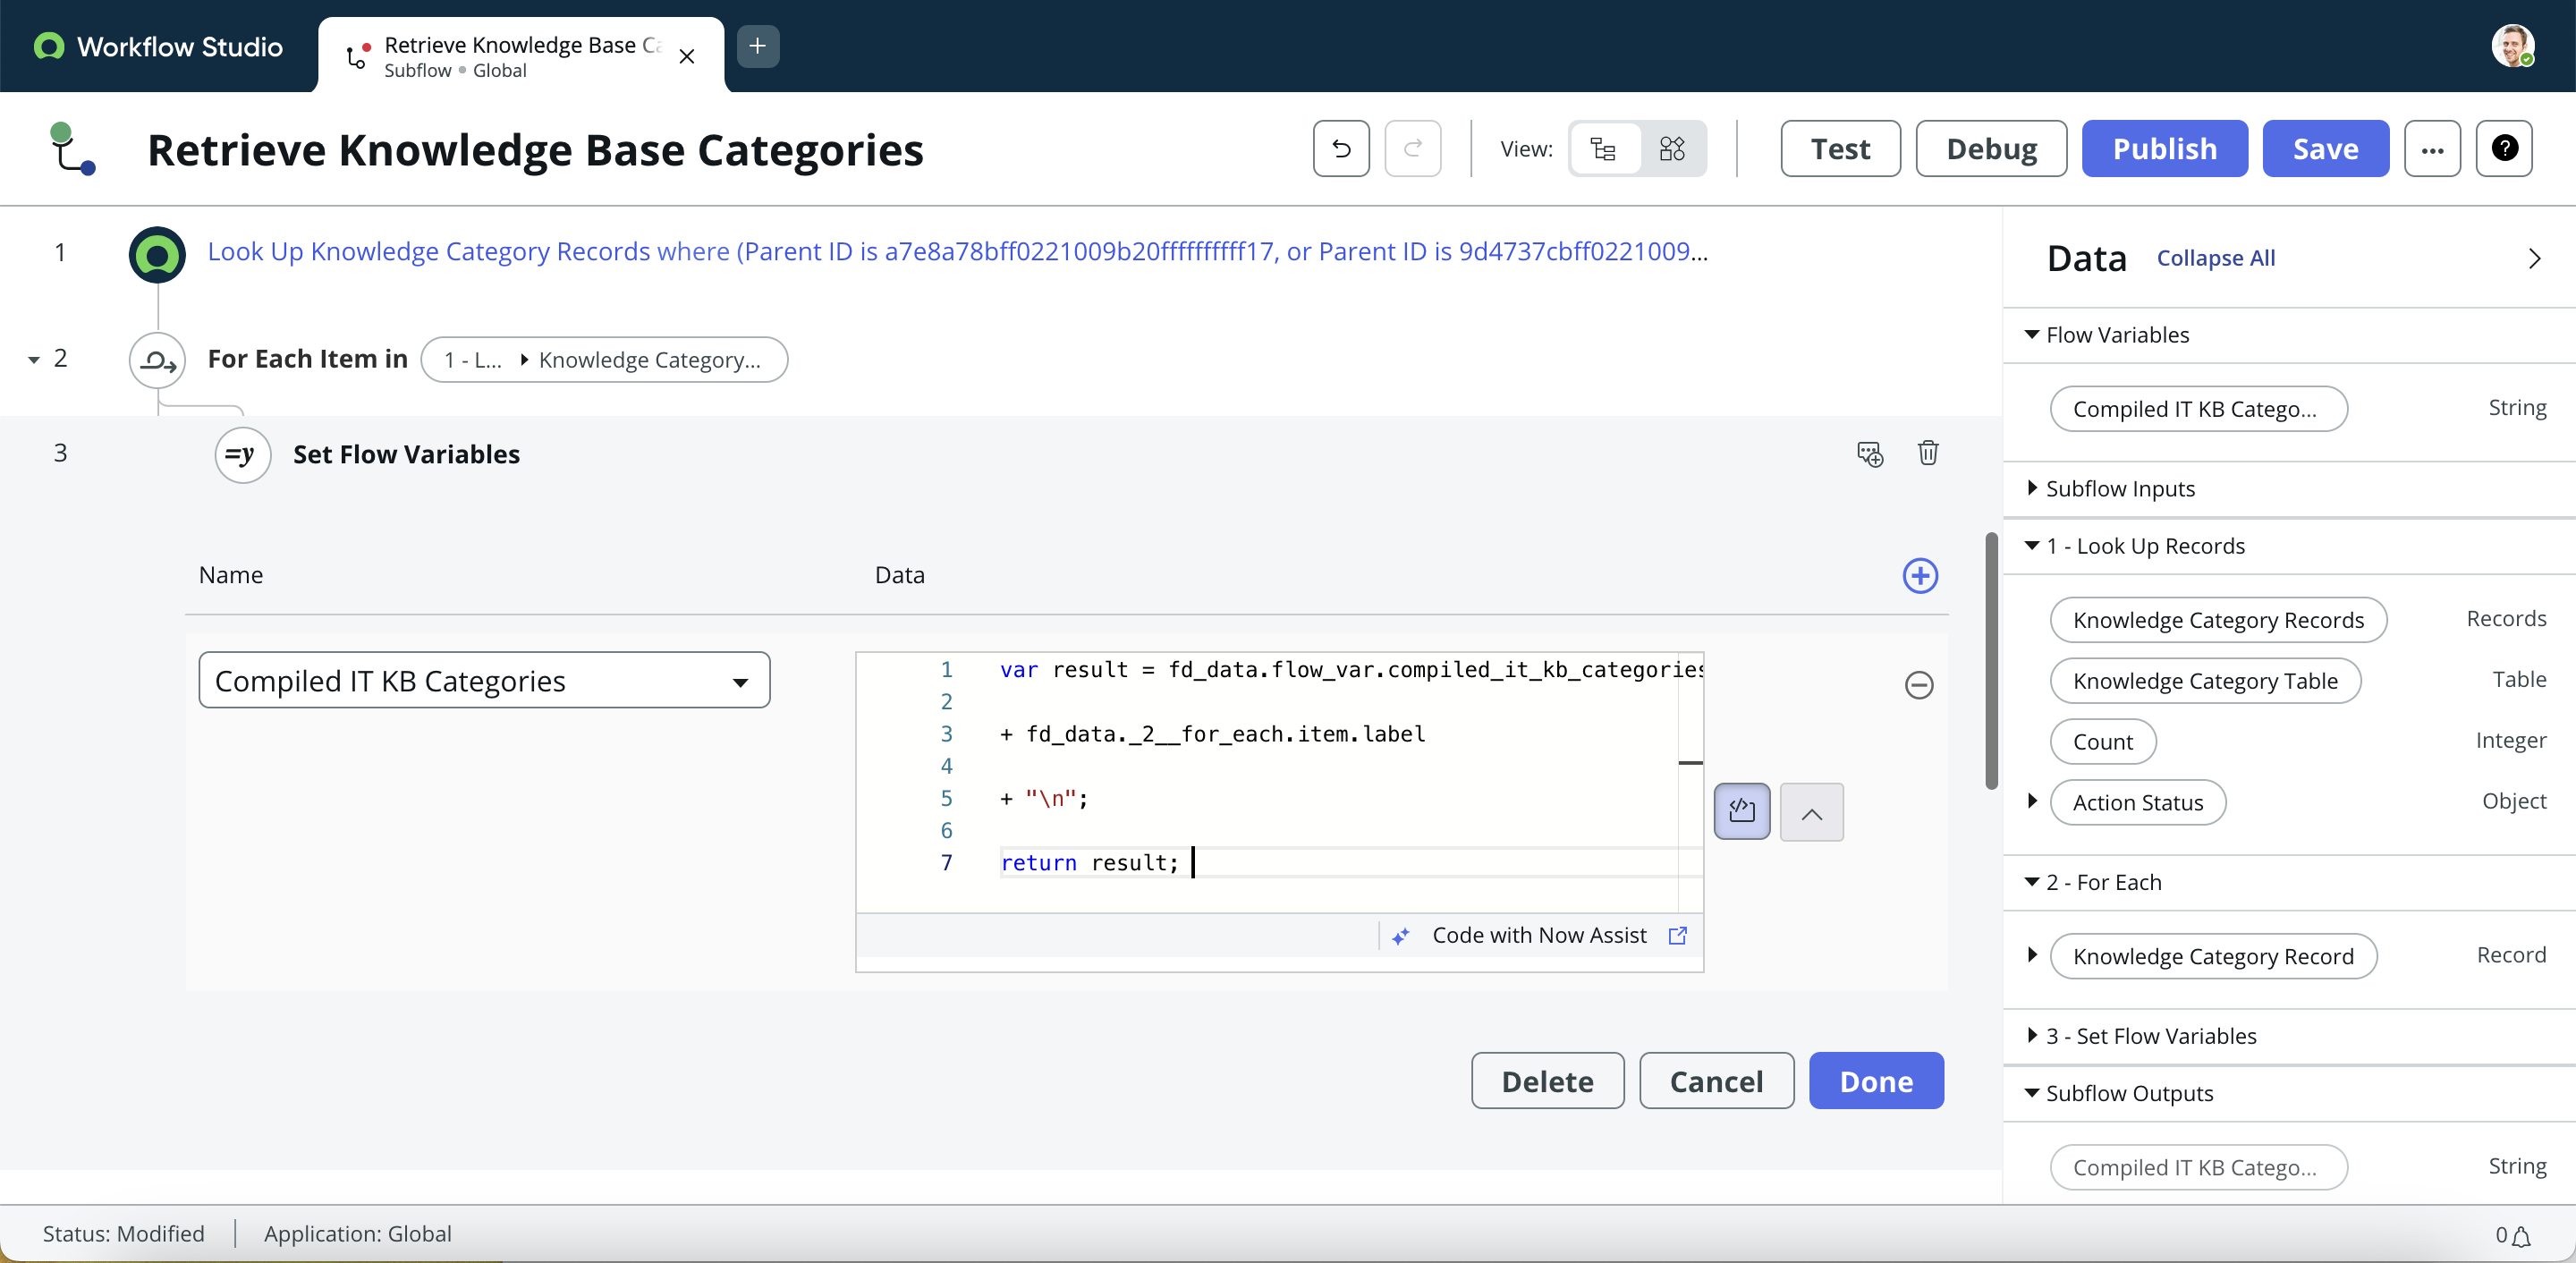 Workflow Studio
Retrieve Knowledge Base Ca
Subflow • Global
+
Retrieve Knowledge Base Categories
View:
Test
Debug
Publish
Save
...
?
1
Look Up Knowledge Category Records where (Parent ID is a7e8a78bff0221009b20ffffffffff17, or Parent ID is 9d4737cbff0221009...
2
For Each Item in
1 - L... ▸ Knowledge Category...
3
=y
Set Flow Variables
Name
Data
Compiled IT KB Categories
1 var result = fd_data.flow_var.compiled_it_kb_categories
2
3 + fd_data._2__for_each.item.label
4
5 + "\n";
6
7 return result;
Code with Now Assist
Delete
Cancel
Done
Data
Collapse All
Flow Variables
Compiled IT KB Catego... String
Subflow Inputs
1 - Look Up Records
Knowledge Category Records Records
Knowledge Category Table Table
Count Integer
Action Status Object
2 - For Each
Knowledge Category Record Record
3 - Set Flow Variables
Subflow Outputs
Compiled IT KB Catego... String
Status: Modified
Application: Global
0